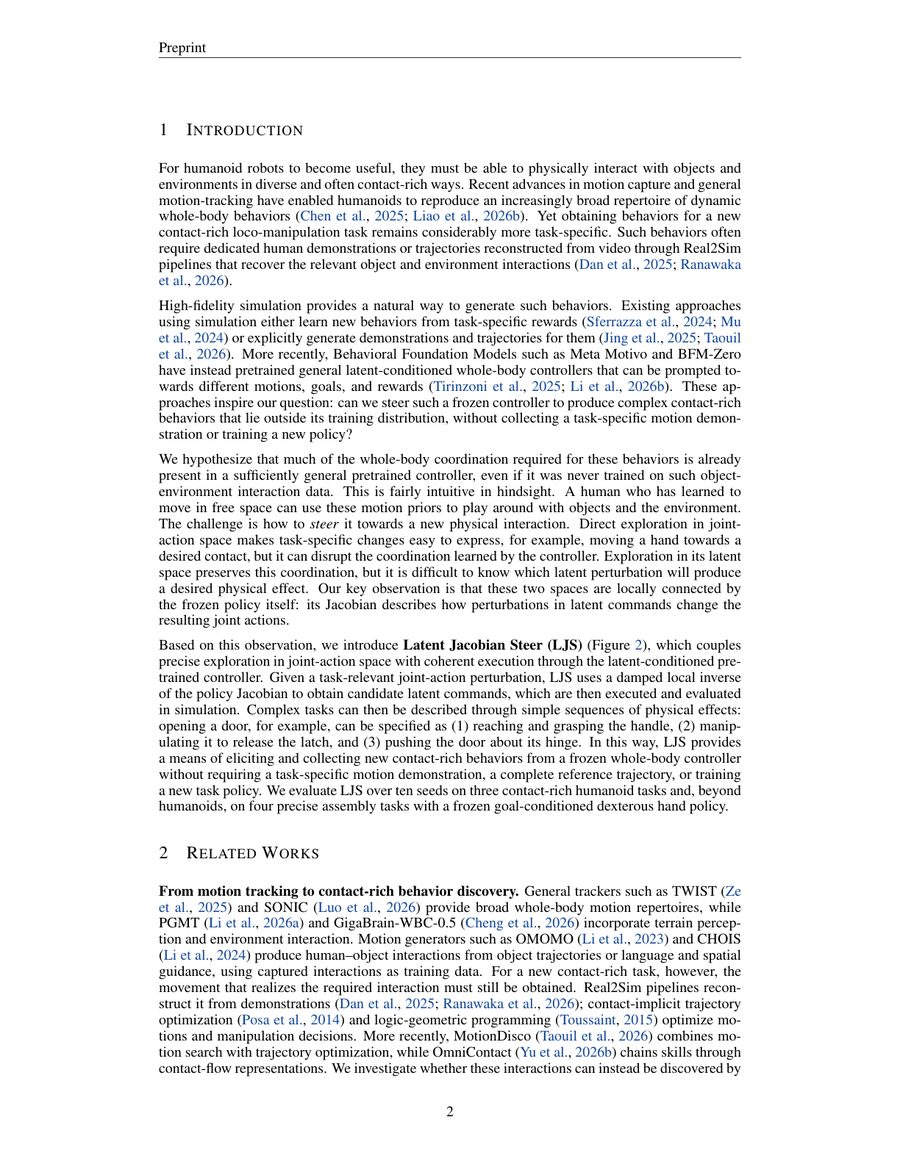 Preprint
1 INTRODUCTION
For humanoid robots to become useful, they must be able to physically interact with objects and
environments in diverse and often contact-rich ways. Recent advances in motion capture and general
motion-tracking have enabled humanoids to reproduce an increasingly broad repertoire of dynamic
whole-body behaviors (Chen et al., 2025; Liao et al., 2026b). Yet obtaining behaviors for a new
contact-rich loco-manipulation task remains considerably more task-specific. Such behaviors often
require dedicated human demonstrations or trajectories reconstructed from video through Real2Sim
pipelines that recover the relevant object and environment interactions (Dan et al., 2025; Ranawaka
et al., 2026).
High-fidelity simulation provides a natural way to generate such behaviors. Existing approaches
using simulation either learn new behaviors from task-specific rewards (Sferrazza et al., 2024; Mu
et al., 2024) or explicitly generate demonstrations and trajectories for them (Jing et al., 2025; Taouil
et al., 2026). More recently, Behavioral Foundation Models such as Meta Motivo and BFM-Zero
have instead pretrained general latent-conditioned whole-body controllers that can be prompted to-
wards different motions, goals, and rewards (Tirinzoni et al., 2025; Li et al., 2026b). These ap-
proaches inspire our question: can we steer such a frozen controller to produce complex contact-rich
behaviors that lie outside its training distribution, without collecting a task-specific motion demon-
stration or training a new policy?
We hypothesize that much of the whole-body coordination required for these behaviors is already
present in a sufficiently general pretrained controller, even if it was never trained on such object-
environment interaction data. This is fairly intuitive in hindsight. A human who has learned to
move in free space can use these motion priors to play around with objects and the environment.
The challenge is how to steer it towards a new physical interaction. Direct exploration in joint-
action space makes task-specific changes easy to express, for example, moving a hand towards a
desired contact, but it can disrupt the coordination learned by the controller. Exploration in its latent
space preserves this coordination, but it is difficult to know which latent perturbation will produce
a desired physical effect. Our key observation is that these two spaces are locally connected by
the frozen policy itself: its Jacobian describes how perturbations in latent commands change the
resulting joint actions.
Based on this observation, we introduce Latent Jacobian Steer (LJS) (Figure 2), which couples
precise exploration in joint-action space with coherent execution through the latent-conditioned pre-
trained controller. Given a task-relevant joint-action perturbation, LJS uses a damped local inverse
of the policy Jacobian to obtain candidate latent commands, which are then executed and evaluated
in simulation. Complex tasks can then be described through simple sequences of physical effects:
opening a door, for example, can be specified as (1) reaching and grasping the handle, (2) manip-
ulating it to release the latch, and (3) pushing the door about its hinge. In this way, LJS provides
a means of eliciting and collecting new contact-rich behaviors from a frozen whole-body controller
without requiring a task-specific motion demonstration, a complete reference trajectory, or training
a new task policy. We evaluate LJS over ten seeds on three contact-rich humanoid tasks and, beyond
humanoids, on four precise assembly tasks with a frozen goal-conditioned dexterous hand policy.
2 RELATED WORKS
From motion tracking to contact-rich behavior discovery. General trackers such as TWIST (Ze
et al., 2025) and SONIC (Luo et al., 2026) provide broad whole-body motion repertoires, while
PGMT (Li et al., 2026a) and GigaBrain-WBC-0.5 (Cheng et al., 2026) incorporate terrain percep-
tion and environment interaction. Motion generators such as OMOMO (Li et al., 2023) and CHOIS
(Li et al., 2024) produce human–object interactions from object trajectories or language and spatial
guidance, using captured interactions as training data. For a new contact-rich task, however, the
movement that realizes the required interaction must still be obtained. Real2Sim pipelines recon-
struct it from demonstrations (Dan et al., 2025; Ranawaka et al., 2026); contact-implicit trajectory
optimization (Posa et al., 2014) and logic-geometric programming (Toussaint, 2015) optimize mo-
tions and manipulation decisions. More recently, MotionDisco (Taouil et al., 2026) combines mo-
tion search with trajectory optimization, while OmniContact (Yu et al., 2026b) chains skills through
contact-flow representations. We investigate whether these interactions can instead be discovered by
2